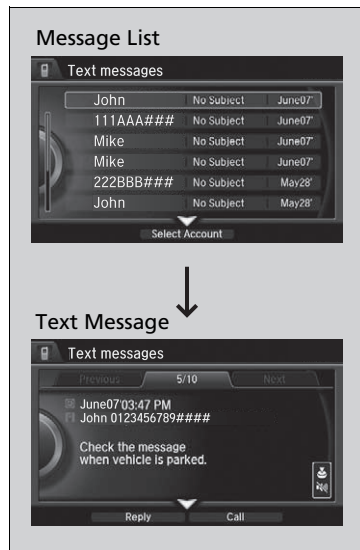 Message List
Text messages
John No Subject June07'
111AAA### No Subject June07'
Mike No Subject June07'
Mike No Subject June07'
222BBB### No Subject May28'
John No Subject May28'
Select Account
Text Message
Text messages
Previous 5/10 Next
June07'03:47 PM
John 0123456789####
Check the message
when vehicle is parked.
Reply Call